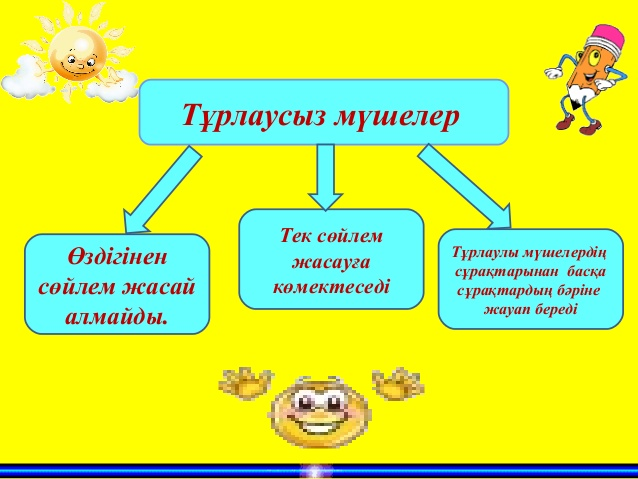 Тұрлаусыз мүшелер
Өздігінен
сөйлем жасай
алмайды.
Тек сөйлем
жасауға
көмектеседі
Тұрлаулы мүшелердің
сұрақтарынан басқа
сұрақтардың бәріне
жауап береді